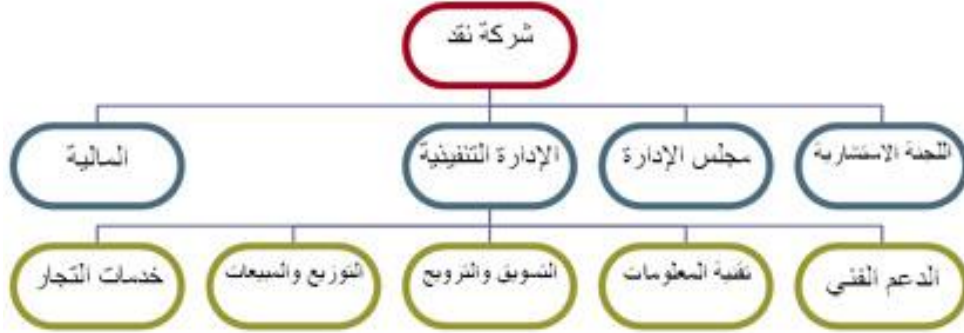 شركة نقد
اللجنة الاستشارية
مجلس الإدارة
الإدارة التنفيذية
المالية
الدعم الفني
تقنية المعلومات
التسويق والترويج
التوزيع والمبيعات
خدمات التجار